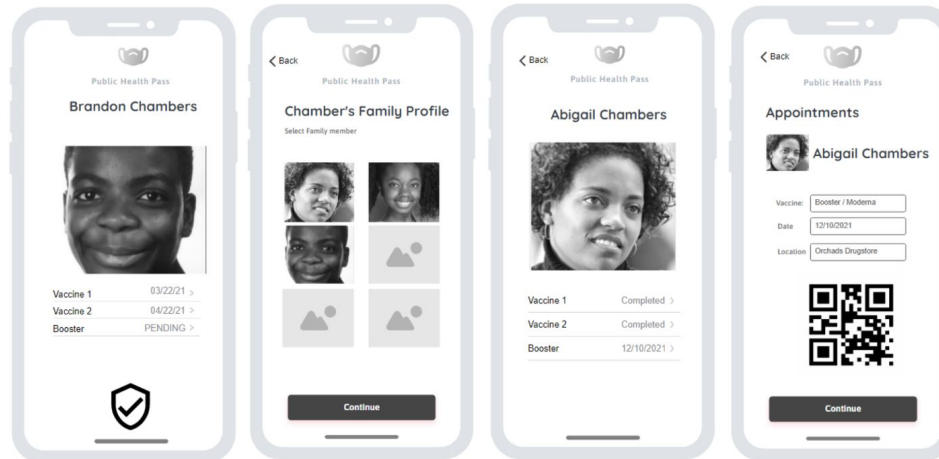 Public Health Pass
Brandon Chambers
Vaccine 1 03/22/21 >
Vaccine 2 04/22/21 >
Booster PENDING >
< Back
Public Health Pass
Chamber's Family Profile
Select Family member
Continue
< Back
Public Health Pass
Abigail Chambers
Vaccine 1 Completed >
Vaccine 2 Completed >
Booster 12/10/2021 >
< Back
Public Health Pass
Appointments
Abigail Chambers
Vaccine: Booster / Moderna
Date 12/10/2021
Location Orchads Drugstore
Continue